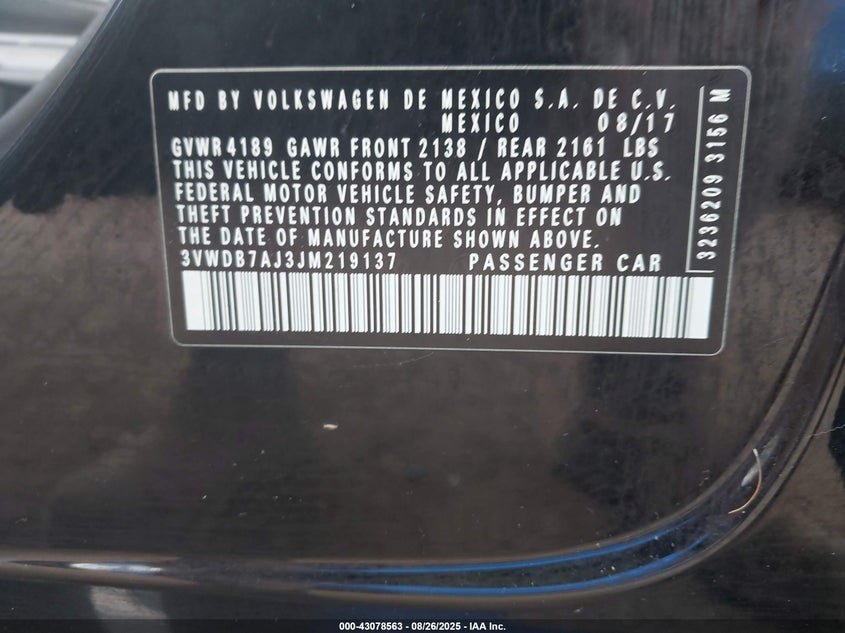 MFD BY VOLKSWAGEN DE MEXICO S.A. DE C.V.
MEXICO 08/17
GVWR 4189 GAWR FRONT 2138 / REAR 2161 LBS
THIS VEHICLE CONFORMS TO ALL APPLICABLE U.S.
FEDERAL MOTOR VEHICLE SAFETY, BUMPER AND
THEFT PREVENTION STANDARDS IN EFFECT ON
THE DATE OF MANUFACTURE SHOWN ABOVE.
3VWDB7AJ3JM219137 PASSENGER CAR
3236209 3156 M
000-43078563 - 08/26/2025 - IAA Inc.